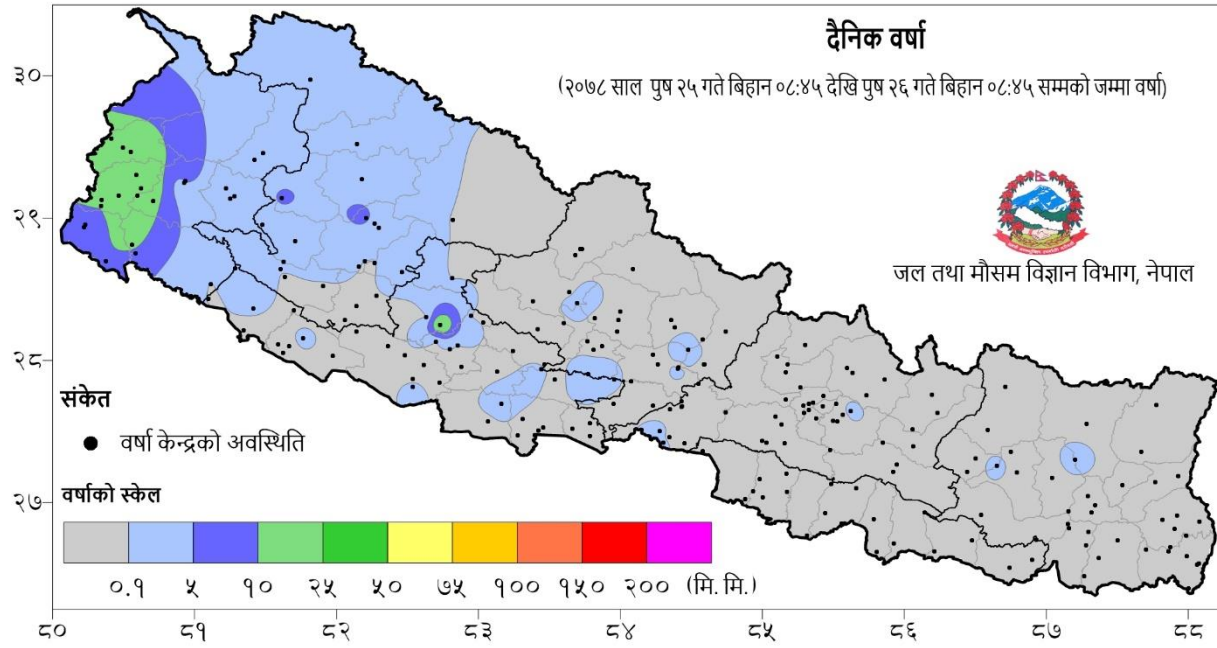 दैनिक वर्षा
(२०७८ साल पुष २५ गते बिहान ०८:४५ देखि पुष २६ गते बिहान ०८:४५ सम्मको जम्मा वर्षा)
जल तथा मौसम विज्ञान विभाग, नेपाल
३०
२९
२८
२७
संकेत
वर्षा केन्द्रको अवस्थिति
वर्षाको स्केल
०.१ ५ १० २५ ५० ७५ १०० १५० २०० (मि. मि.)
८० ८१ ८२ ८३ ८४ ८५ ८६ ८७ ८८